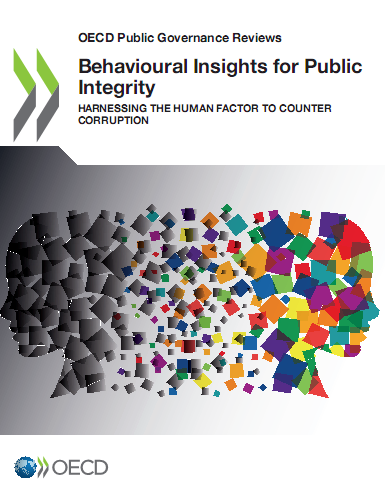 OECD Public Governance Reviews
Behavioural Insights for Public
Integrity
HARNESSING THE HUMAN FACTOR TO COUNTER
CORRUPTION
OECD